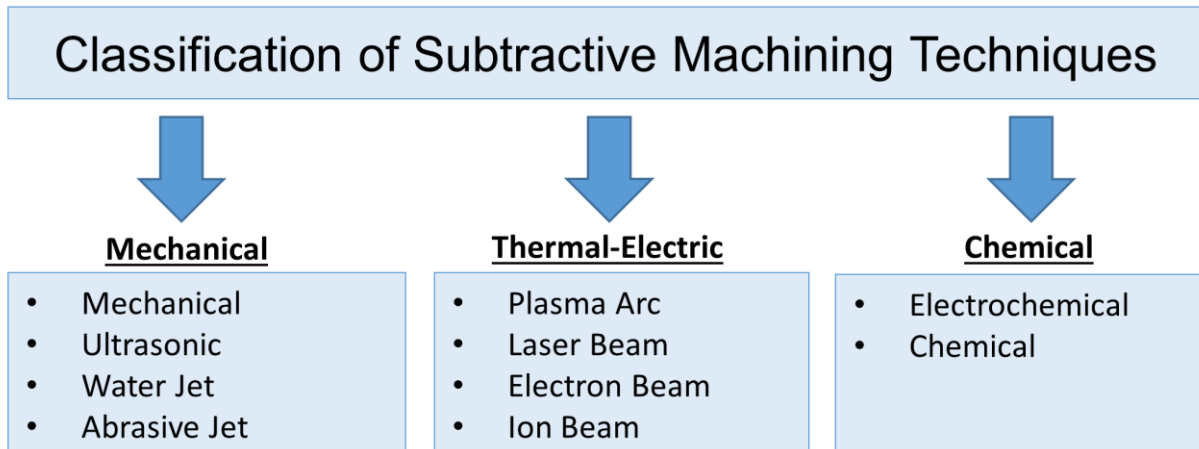 Classification of Subtractive Machining Techniques
Mechanical
• Mechanical
• Ultrasonic
• Water Jet
• Abrasive Jet
Thermal-Electric
• Plasma Arc
• Laser Beam
• Electron Beam
• Ion Beam
Chemical
• Electrochemical
• Chemical